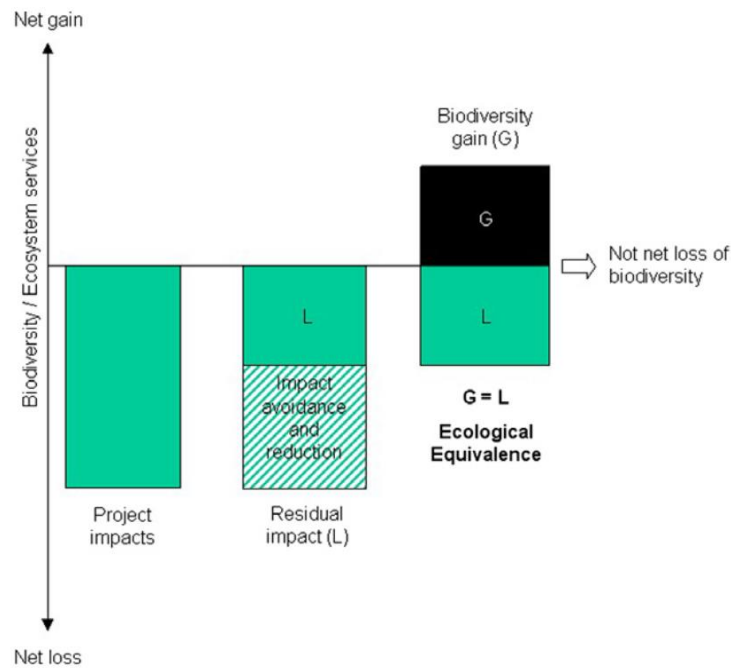 Net gain
Biodiversity / Ecosystem services
Biodiversity
gain (G)
G
Not net loss of
biodiversity
L
L
Impact
avoidance
and
reduction
G = L
Ecological
Equivalence
Project
impacts
Residual
impact (L)
Net loss